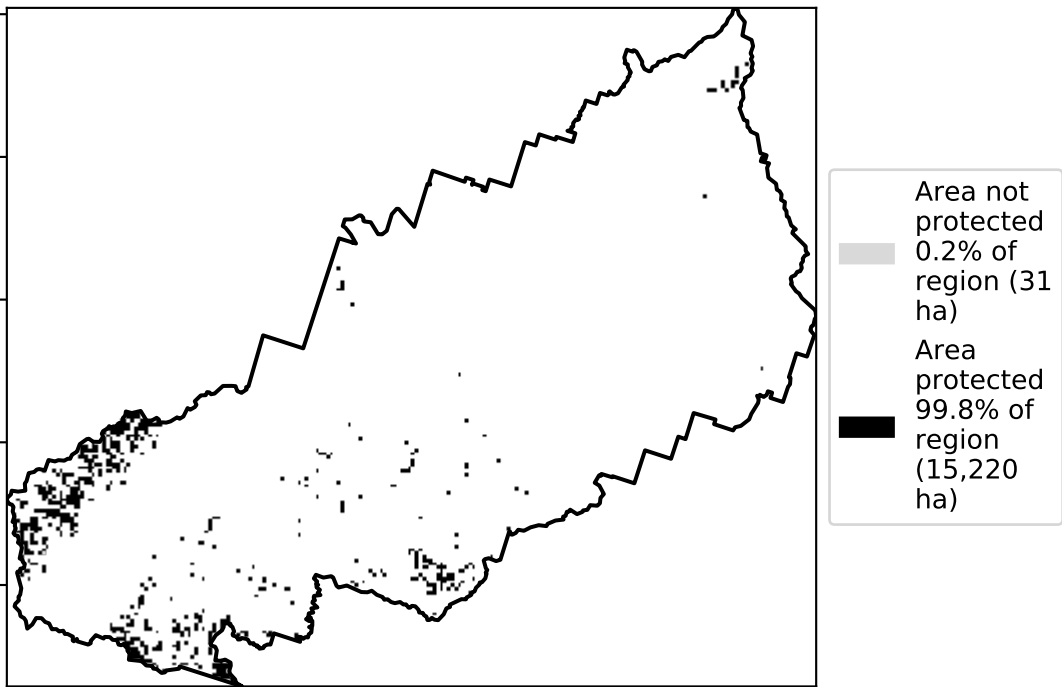 Area not
protected
0.2% of
region (31
ha)
Area
protected
99.8% of
region
(15,220
ha)